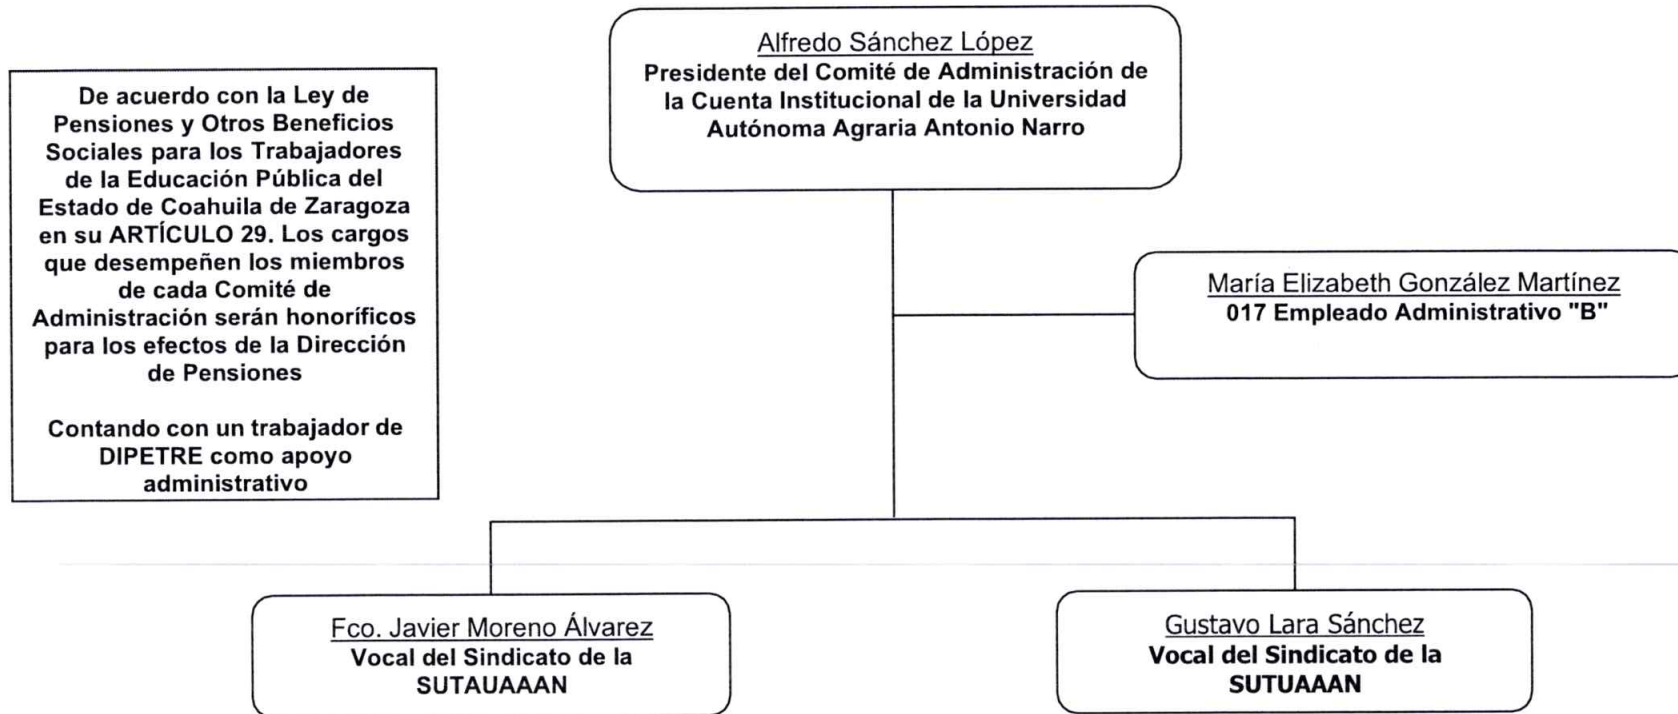 Alfredo Sánchez López
Presidente del Comité de Administración de
la Cuenta Institucional de la Universidad
Autónoma Agraria Antonio Narro
De acuerdo con la Ley de
Pensiones y Otros Beneficios
Sociales para los Trabajadores
de la Educación Pública del
Estado de Coahuila de Zaragoza
en su ARTÍCULO 29. Los cargos
que desempeñen los miembros
de cada Comité de
Administración serán honoríficos
para los efectos de la Dirección
de Pensiones
Contando con un trabajador de
DIPETRE como apoyo
administrativo
María Elizabeth González Martínez
017 Empleado Administrativo "B"
Fco. Javier Moreno Álvarez
Vocal del Sindicato de la
SUTAUAAAN
Gustavo Lara Sánchez
Vocal del Sindicato de la
SUTUAAAN